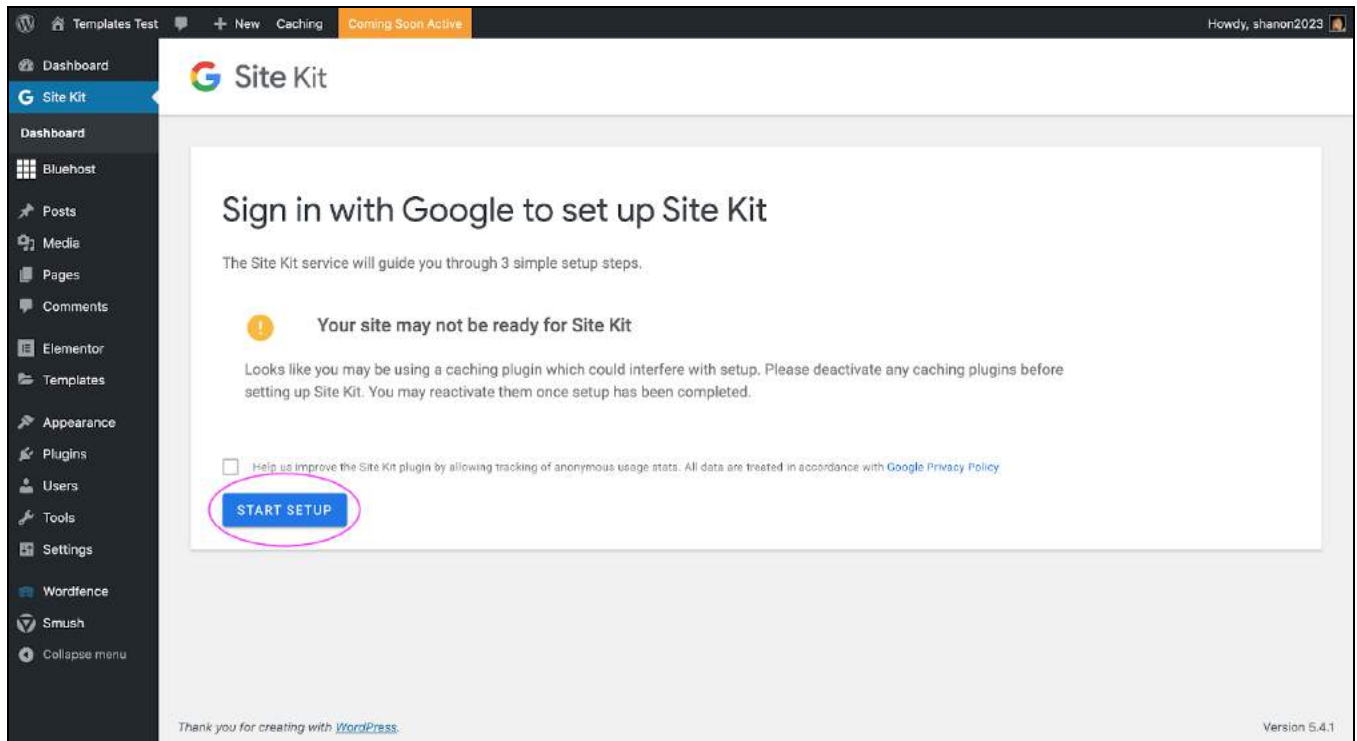 Templates Test
New
Caching
Coming Soon Active
Howdy, shanon2023
Dashboard
Site Kit
Dashboard
Bluehost
Posts
Media
Pages
Comments
Elementor
Templates
Appearance
Plugins
Users
Tools
Settings
Wordfence
Smush
Collapse menu
Site Kit
Sign in with Google to set up Site Kit
The Site Kit service will guide you through 3 simple setup steps.
Your site may not be ready for Site Kit
Looks like you may be using a caching plugin which could interfere with setup. Please deactivate any caching plugins before
setting up Site Kit. You may reactivate them once setup has been completed.
Help us improve the Site Kit plugin by allowing tracking of anonymous usage stats. All data are treated in accordance with Google Privacy Policy
START SETUP
Thank you for creating with WordPress.
Version 5.4.1